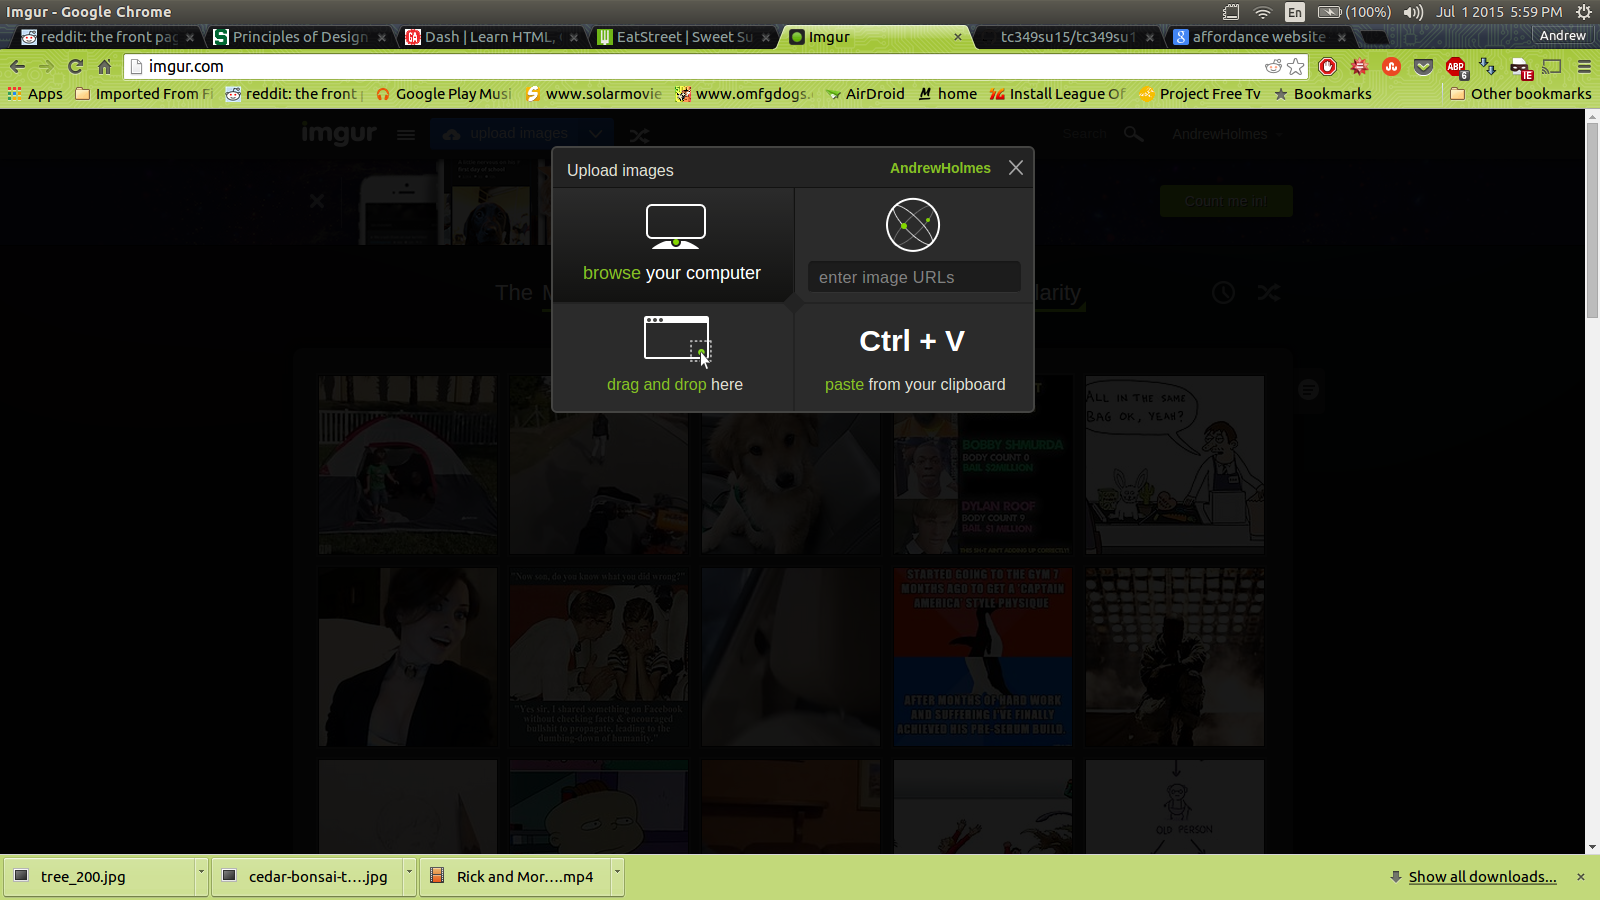 Imgur - Google Chrome
En
(100%)
Jul 1 2015 5:59 PM
reddit: the front pag
Principles of Design
Dash | Learn HTML,
EatStreet | Sweet Su
Imgur
tc349su15/tc349su1
affordance website
Andrew
imgur.com
ABP
6
IE
Apps
Imported From Fi
reddit: the front
Google Play Musi
www.solarmovie
www.omfgdogs.
AirDroid
home
Install League Of
Project Free Tv
Bookmarks
Other bookmarks
imgur
upload images
Search
AndrewHolmes
Upload images
AndrewHolmes
Count me in!
browse your computer
enter image URLs
The M
larity
Ctrl + V
drag and drop here
paste from your clipboard
ALL IN THE SAME
BAG OK, YEAH?
BOBBY SHMURDA
BODY COUNT 0
BAIL $2MILLION
DYLAN ROOF
BODY COUNT 9
BAIL $1 MILLION
"Now son, do you know what you did wrong?"
"Yes sir, I shared something on Facebook
without checking facts & encouraged
bullshit to propagate, leading to the
dumbing-down of humanity."
STARTED GOING TO THE GYM 7
MONTHS AGO TO GET A 'CAPTAIN
AMERICA' STYLE PHYSIQUE
AFTER MONTHS OF HARD WORK
AND SUFFERING I'VE FINALLY
ACHIEVED HIS PRE-SERUM BUILD
OLD PERSON
tree_200.jpg
cedar-bonsai-t....jpg
Rick and Mor....mp4
Show all downloads...